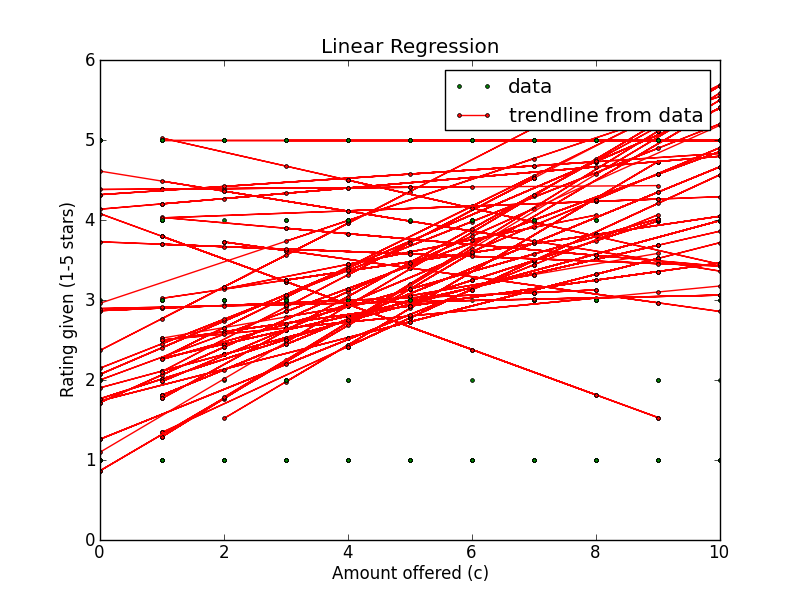 Linear Regression
data
trendline from data
6
5
4
3
2
1
0
Rating given (1-5 stars)
0 2 4 6 8 10
Amount offered (c)